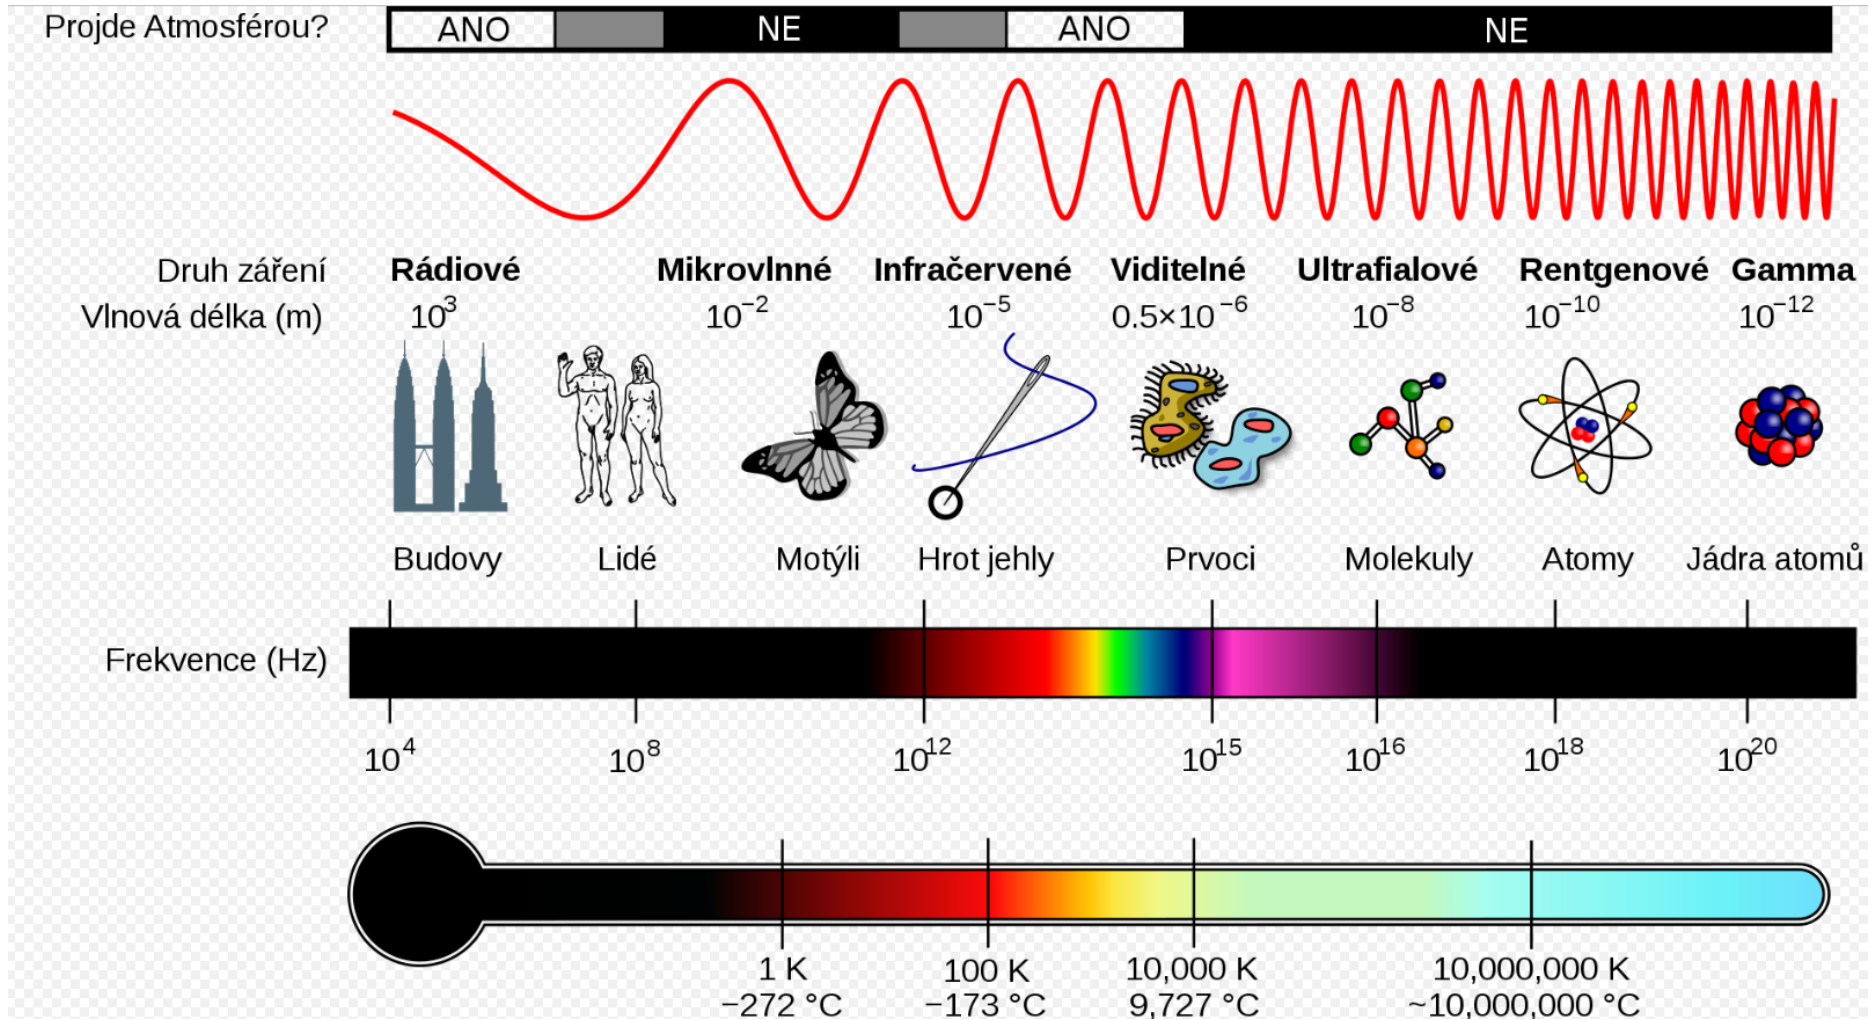 Projde Atmosférou? ANO NE ANO NE
Druh záření Rádiové Mikrovlnné Infračervené Viditelné Ultrafialové Rentgenové Gamma
Vlnová délka (m) 10³ 10⁻² 10⁻⁵ 0.5×10⁻⁶ 10⁻⁸ 10⁻¹⁰ 10⁻¹²
Budovy Lidé Motýli Hrot jehly Prvoci Molekuly Atomy Jádra atomů
Frekvence (Hz)
10⁴ 10⁸ 10¹² 10¹⁵ 10¹⁶ 10¹⁸ 10²⁰
1 K 100 K 10,000 K 10,000,000 K
−272 °C −173 °C 9,727 °C ~10,000,000 °C